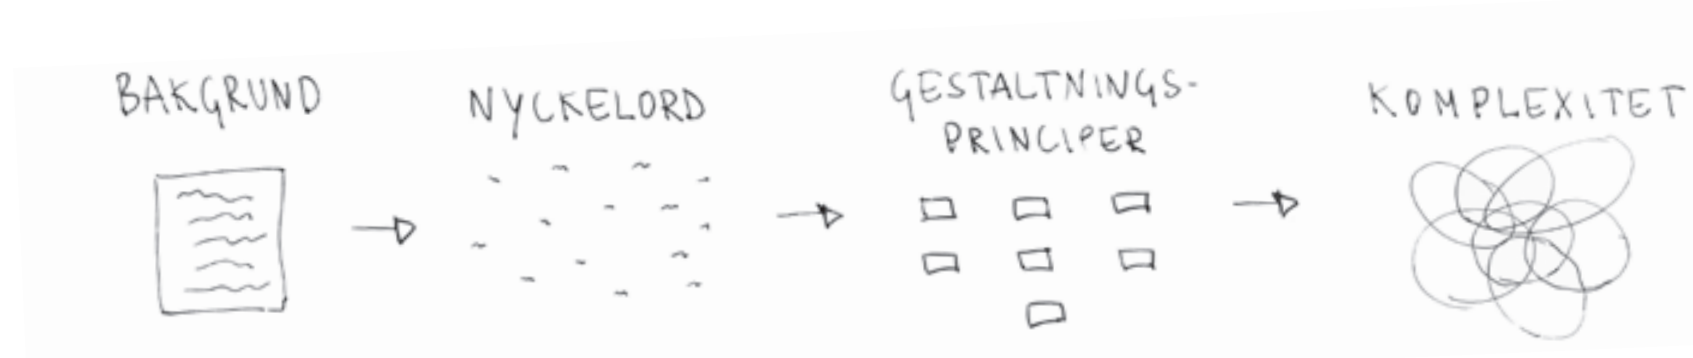 BAKGRUND
NYCKELORD
GESTALTNINGS-
PRINCIPER
KOMPLEXITET